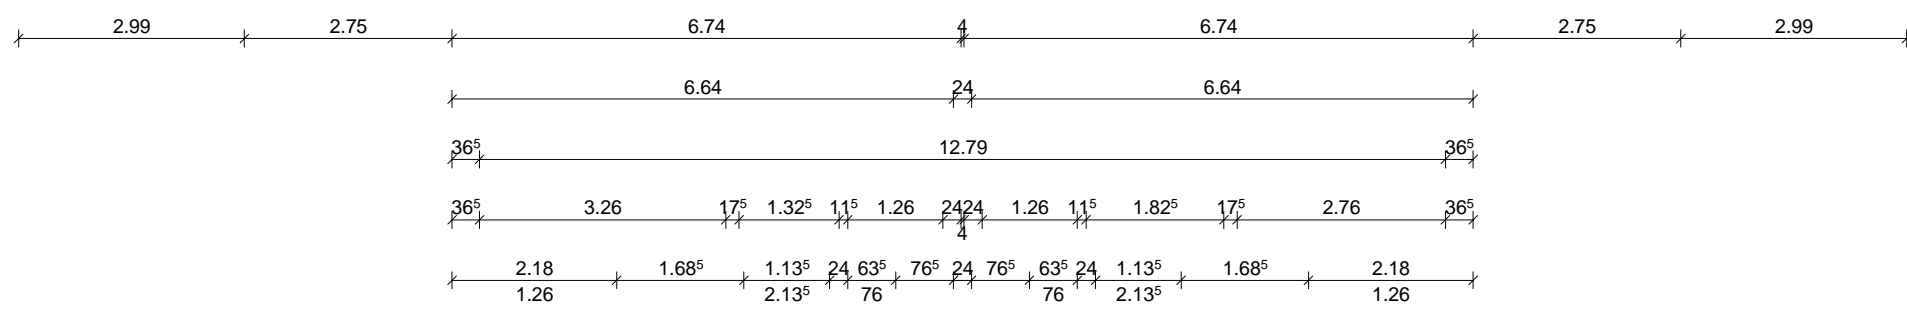 2.99 2.75 6.74 4 6.74 2.75 2.99
6.64 24 6.64
36⁵ 12.79 36⁵
36⁵ 3.26 17⁵ 1.32⁵ 11⁵ 1.26 24 24 1.26 11⁵ 1.82⁵ 17⁵ 2.76 36⁵
4
2.18 1.68⁵ 1.13⁵ 24 63⁵ 76⁵ 24 76⁵ 63⁵ 24 1.13⁵ 1.68⁵ 2.18
1.26 2.13⁵ 76 76 2.13⁵ 1.26